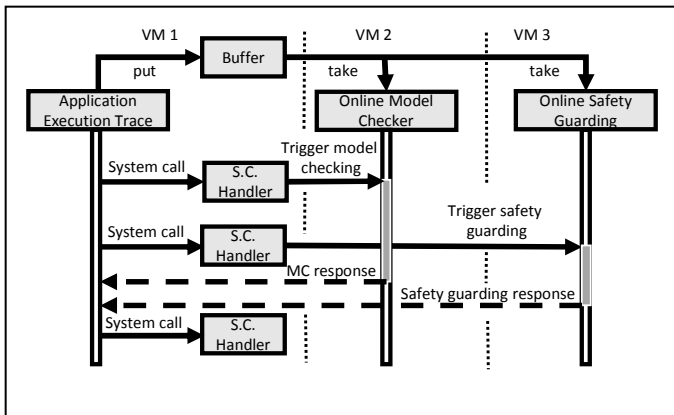 VM 1
VM 2
VM 3
Buffer
put
take
take
Application
Execution Trace
Online Model
Checker
Online Safety
Guarding
System call
S.C.
Handler
Trigger model
checking
System call
S.C.
Handler
Trigger safety
guarding
MC response
Safety guarding response
System call
S.C.
Handler